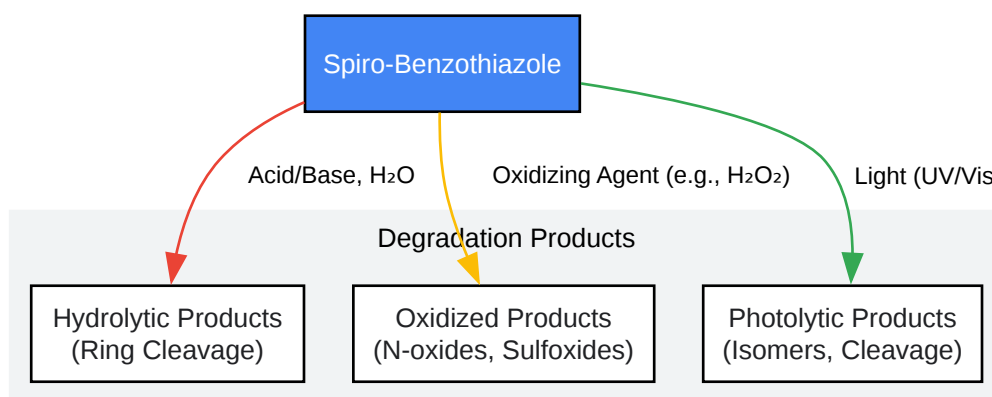 Spiro-Benzothiazole
Acid/Base, H₂O
Oxidizing Agent (e.g., H₂O₂)
Light (UV/Vis
Degradation Products
Hydrolytic Products
(Ring Cleavage)
Oxidized Products
(N-oxides, Sulfoxides)
Photolytic Products
(Isomers, Cleavage)